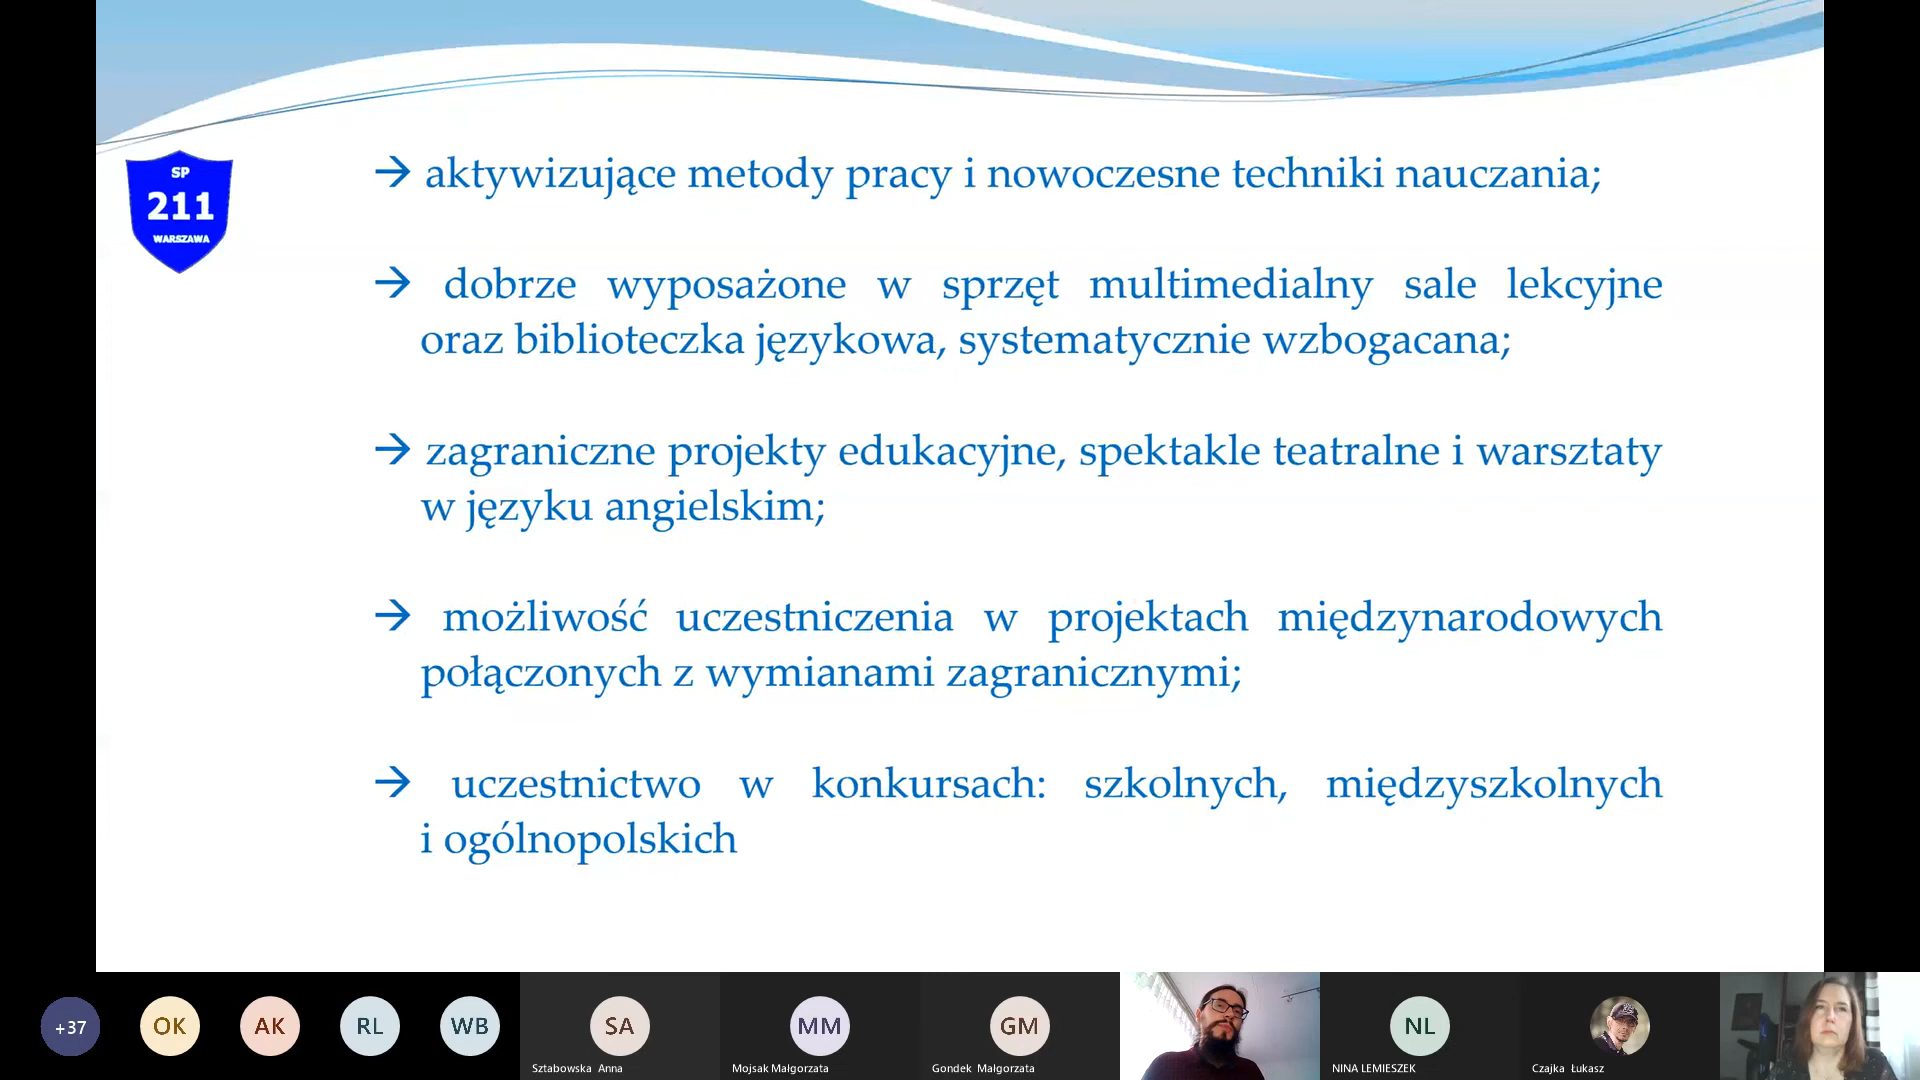 SP
211
WARSZAWA
→ aktywizujące metody pracy i nowoczesne techniki nauczania;
→ dobrze wyposażone w sprzęt multimedialny sale lekcyjne
oraz biblioteczka językowa, systematycznie wzbogacana;
→ zagraniczne projekty edukacyjne, spektakle teatralne i warsztaty
w języku angielskim;
→ możliwość uczestniczenia w projektach międzynarodowych
połączonych z wymianami zagranicznymi;
→ uczestnictwo w konkursach: szkolnych, międzyszkolnych
i ogólnopolskich
+37
OK
AK
RL
WB
SA
Sztabowska Anna
MM
Mojsak Małgorzata
GM
Gondek Małgorzata
NL
NINA LEMIESZEK
Czajka Łukasz